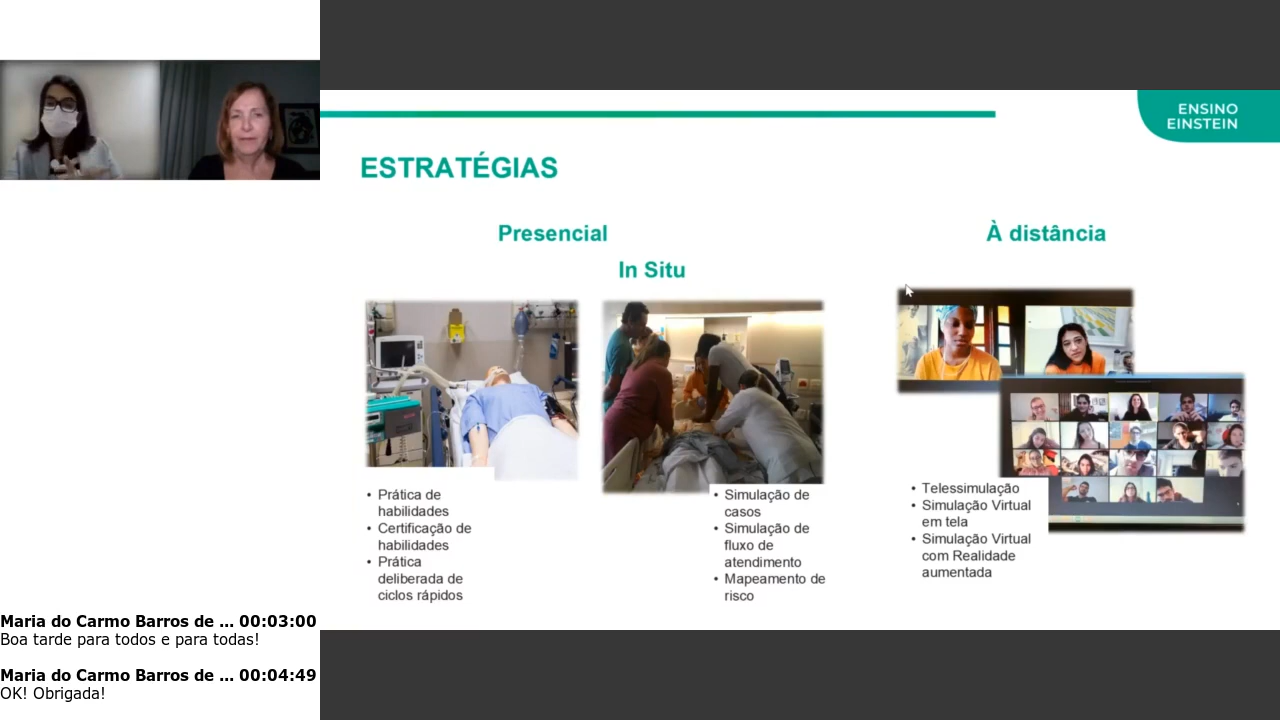 ENSINO
EINSTEIN
ESTRATÉGIAS
Presencial
In Situ
À distância
• Prática de
habilidades
• Certificação de
habilidades
• Prática
deliberada de
ciclos rápidos
• Simulação de
casos
• Simulação de
fluxo de
atendimento
• Mapeamento de
risco
• Telessimulação
• Simulação Virtual
em tela
• Simulação Virtual
com Realidade
aumentada
Maria do Carmo Barros de ... 00:03:00
Boa tarde para todos e para todas!
Maria do Carmo Barros de ... 00:04:49
OK! Obrigada!